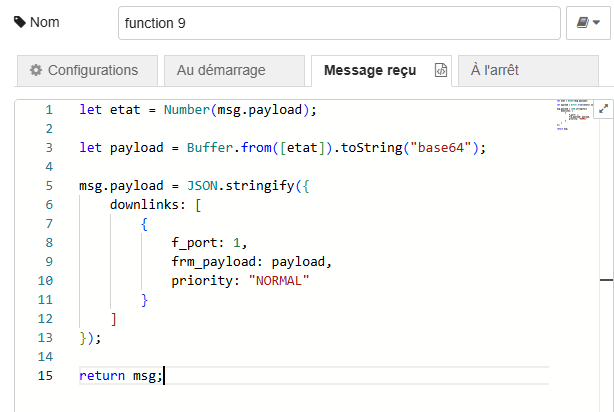 Nom
function 9
Configurations
Au démarrage
Message reçu
À l'arrêt
1 let etat = Number(msg.payload);
2
3 let payload = Buffer.from([etat]).toString("base64");
4
5 msg.payload = JSON.stringify({
6     downlinks: [
7         {
8             f_port: 1,
9             frm_payload: payload,
10             priority: "NORMAL"
11         }
12     ]
13 });
14
15 return msg;